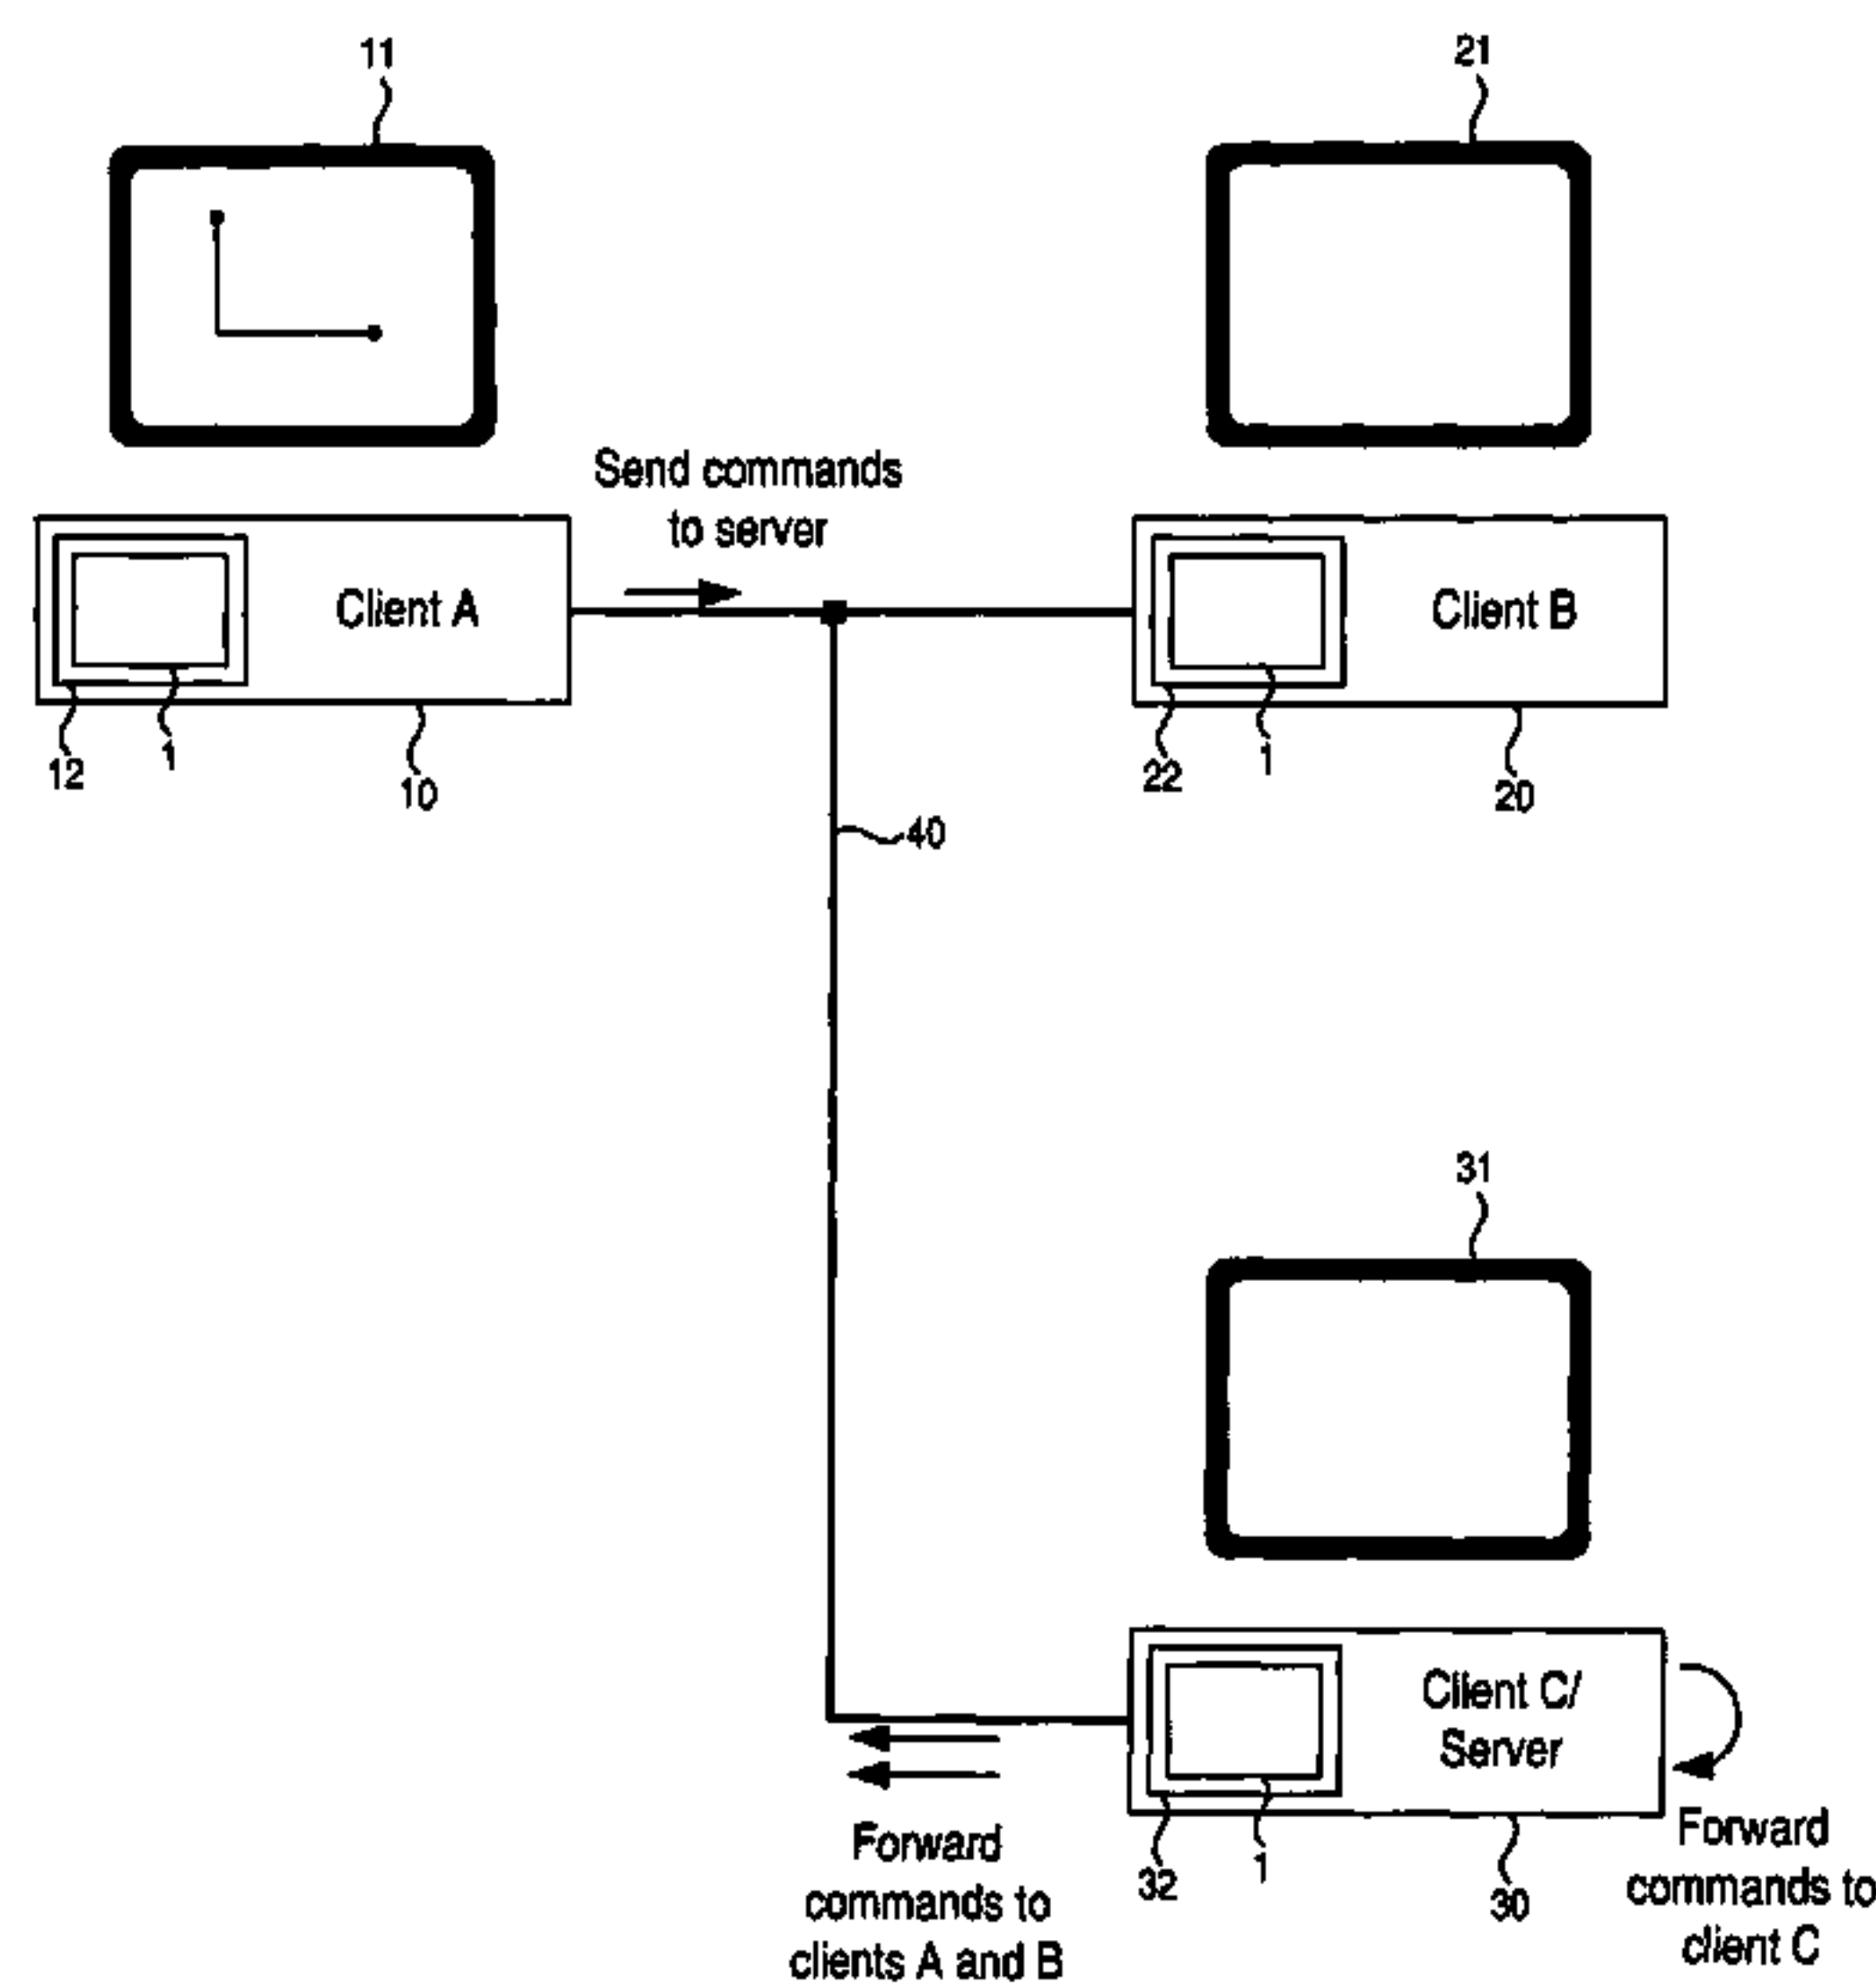 11
21
Send commands
to server
Client A
Client B
12
1
10
22
1
20
40
31
Client C/
Server
Forward
commands to
clients A and B
32
1
30
Forward
commands to
client C